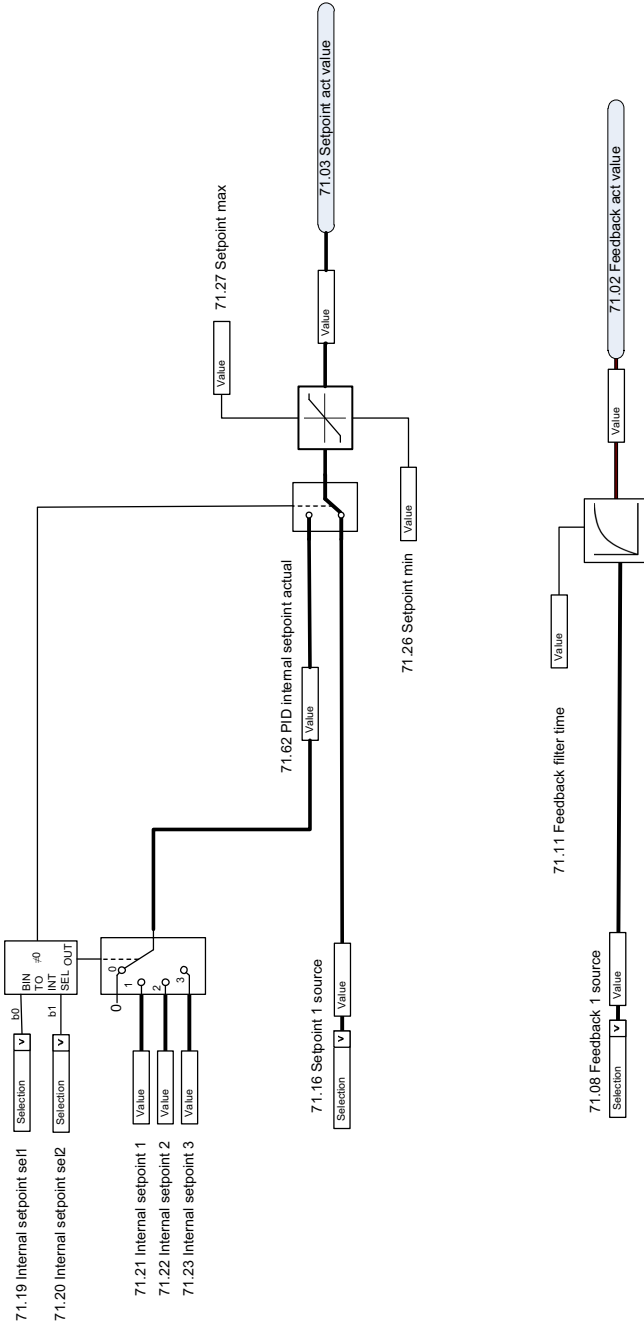 71.19 Internal setpoint sel1
Selection
v
b0
71.20 Internal setpoint sel2
Selection
v
b1
BIN
TO
INT
SEL
≠0
OUT
0
0
1
2
3
71.21 Internal setpoint 1
Value
71.22 Internal setpoint 2
Value
71.23 Internal setpoint 3
Value
71.62 PID internal setpoint actual
Value
71.16 Setpoint 1 source
Selection
v
Value
71.27 Setpoint max
Value
71.26 Setpoint min
Value
Value
71.03 Setpoint act value
71.11 Feedback filter time
Value
71.08 Feedback 1 source
Selection
v
Value
Value
71.02 Feedback act value